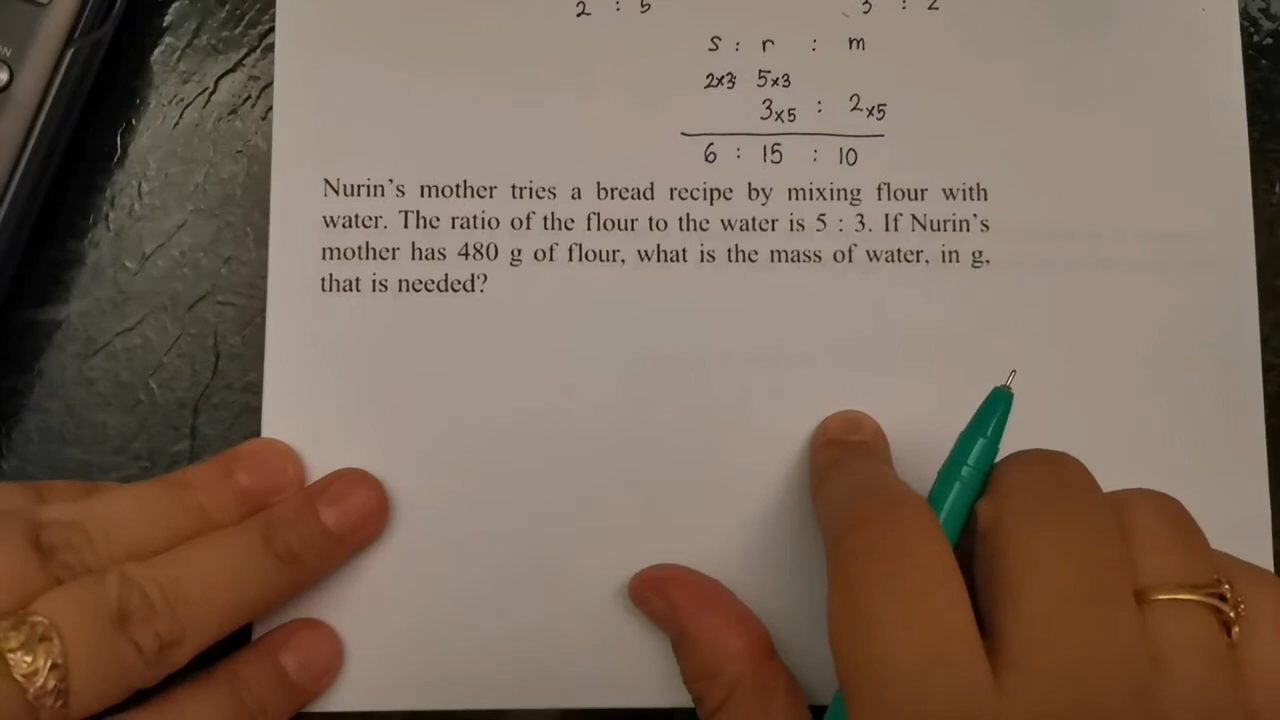 2 : 5 3 : 2
s : r : m
2x3 5x3
3x5 : 2x5
6 : 15 : 10
Nurin's mother tries a bread recipe by mixing flour with
water. The ratio of the flour to the water is 5 : 3. If Nurin's
mother has 480 g of flour, what is the mass of water, in g,
that is needed?